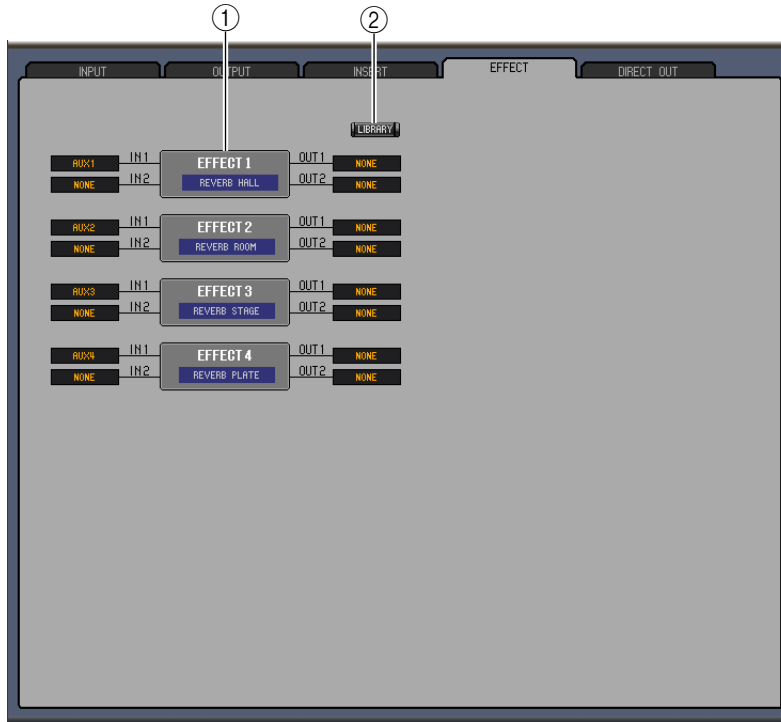 ① ②
INPUT OUTPUT INSERT EFFECT DIRECT OUT
LIBRARY
AUX1 IN1 EFFECT 1 OUT1 NONE
NONE IN2 REVERB HALL OUT2 NONE
AUX2 IN1 EFFECT 2 OUT1 NONE
NONE IN2 REVERB ROOM OUT2 NONE
AUX3 IN1 EFFECT 3 OUT1 NONE
NONE IN2 REVERB STAGE OUT2 NONE
AUX4 IN1 EFFECT 4 OUT1 NONE
NONE IN2 REVERB PLATE OUT2 NONE